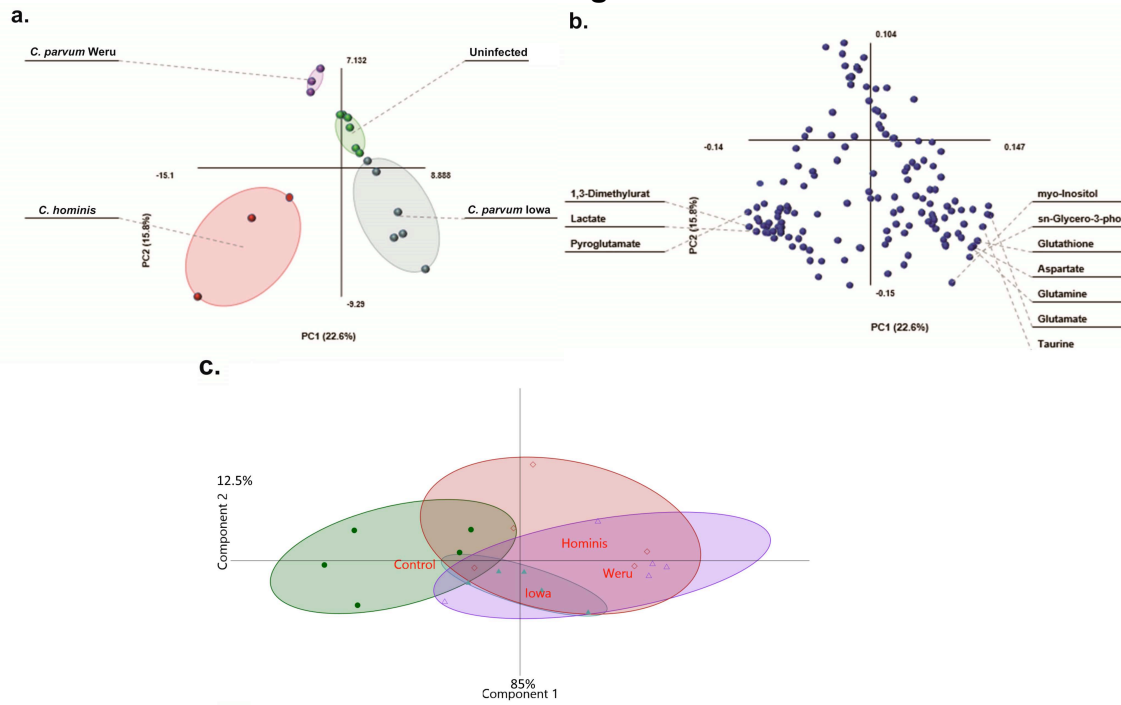 a.
C. parvum Weru
Uninfected
7.132
-15.1
8.888
C. hominis
C. parvum Iowa
PC2 (15.8%)
-9.29
PC1 (22.6%)
b.
0.104
-0.14
0.147
1,3-Dimethylurat
Lactate
Pyroglutamate
PC2 (15.8%)
myo-Inositol
sn-Glycero-3-pho
Glutathione
Aspartate
Glutamine
Glutamate
Taurine
-0.15
PC1 (22.6%)
c.
12.5%
Component 2
Control
Hominis
Weru
Iowa
85%
Component 1